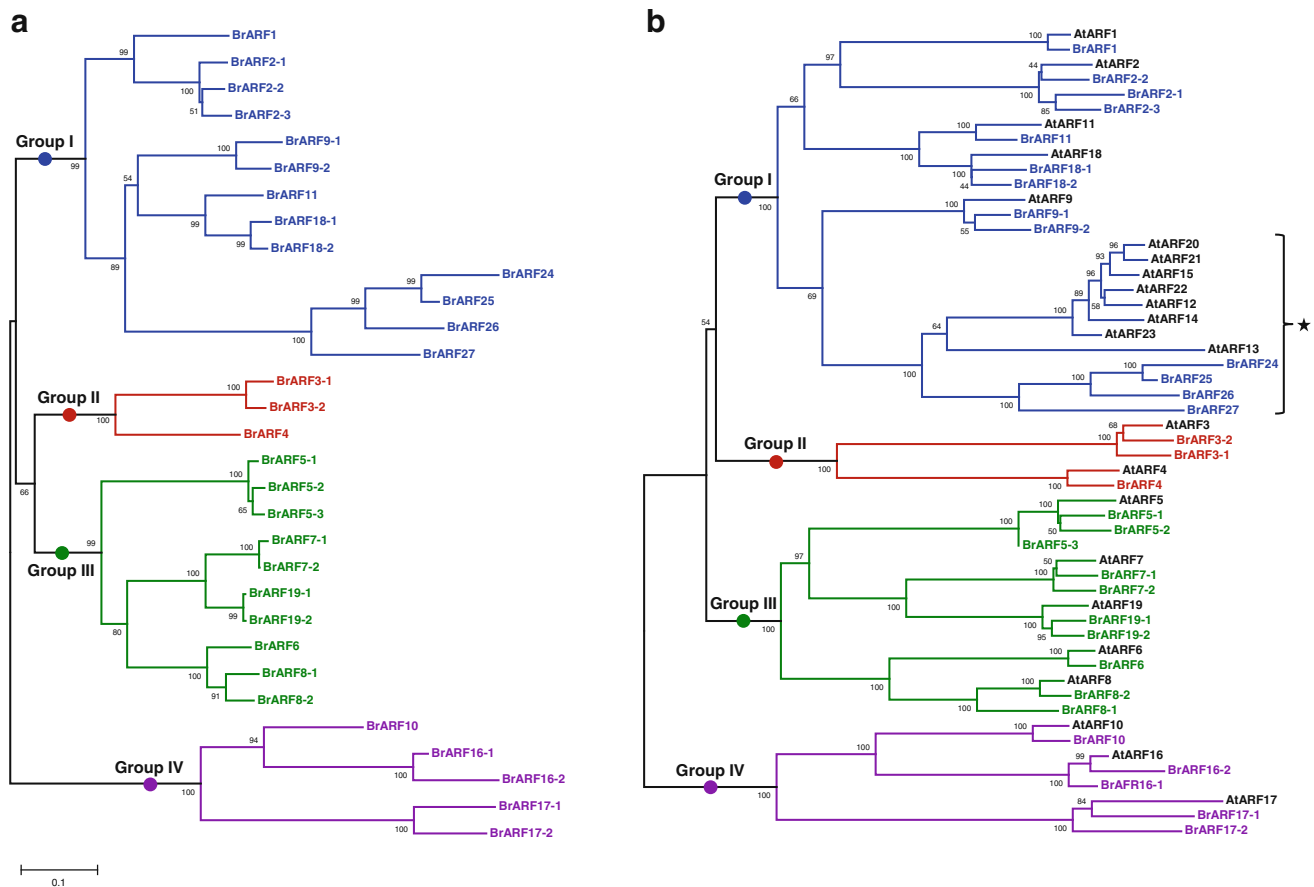 a
BrARF1
99
BrARF2-1
BrARF2-2
100
51
BrARF2-3
Group I
99
BrARF9-1
100
BrARF9-2
54
BrARF11
BrARF18-1
99
99
BrARF18-2
89
BrARF24
99
BrARF25
99
BrARF26
100
BrARF27
BrARF3-1
100
Group II
BrARF3-2
100
BrARF4
BrARF5-1
100
BrARF5-2
66
65
BrARF5-3
99
BrARF7-1
100
BrARF7-2
Group III
100
BrARF19-1
99
BrARF19-2
80
BrARF6
100
BrARF8-1
91
BrARF8-2
BrARF10
94
BrARF16-1
Group IV
100
BrARF16-2
100
BrARF17-1
100
BrARF17-2
0.1
b
AtARF1
100
BrARF1
97
AtARF2
44
BrARF2-2
100
BrARF2-1
85
BrARF2-3
66
AtARF11
100
BrARF11
100
AtARF18
BrARF18-1
100
44
BrARF18-2
Group I
100
AtARF9
100
BrARF9-1
55
BrARF9-2
AtARF20
96
AtARF21
93
AtARF15
96
AtARF22
89
AtARF12
58
AtARF14
AtARF23
69
64
AtARF13
★
BrARF24
100
BrARF25
100
BrARF26
100
100
BrARF27
54
AtARF3
68
BrARF3-2
100
BrARF3-1
Group II
100
AtARF4
100
BrARF4
AtARF5
100
BrARF5-1
100
50
BrARF5-2
BrARF5-3
97
AtARF7
50
BrARF7-1
100
BrARF7-2
100
AtARF19
BrARF19-1
100
95
BrARF19-2
Group III
100
AtARF6
100
BrARF6
100
AtARF8
100
BrARF8-2
100
BrARF8-1
AtARF10
100
BrARF10
100
AtARF16
99
BrARF16-2
100
BrAFR16-1
Group IV
100
AtARF17
84
BrARF17-1
100
BrARF17-2